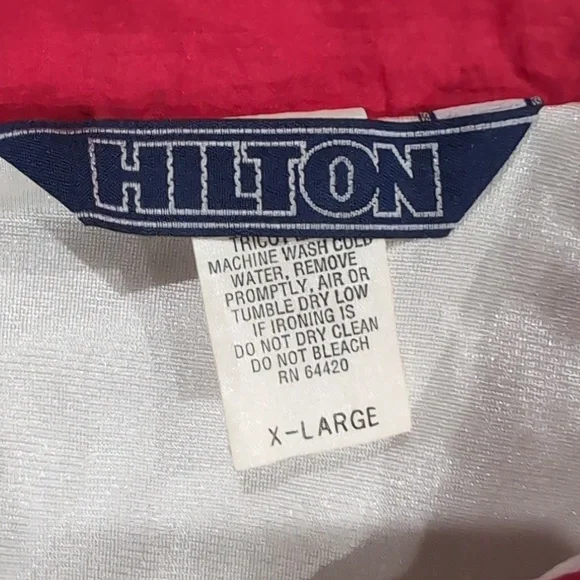 HILTON
MACHINE WASH COLD
WATER, REMOVE
PROMPTLY, AIR OR
TUMBLE DRY LOW
IF IRONING IS
DO NOT DRY CLEAN
DO NOT BLEACH
RN 64420
X-LARGE